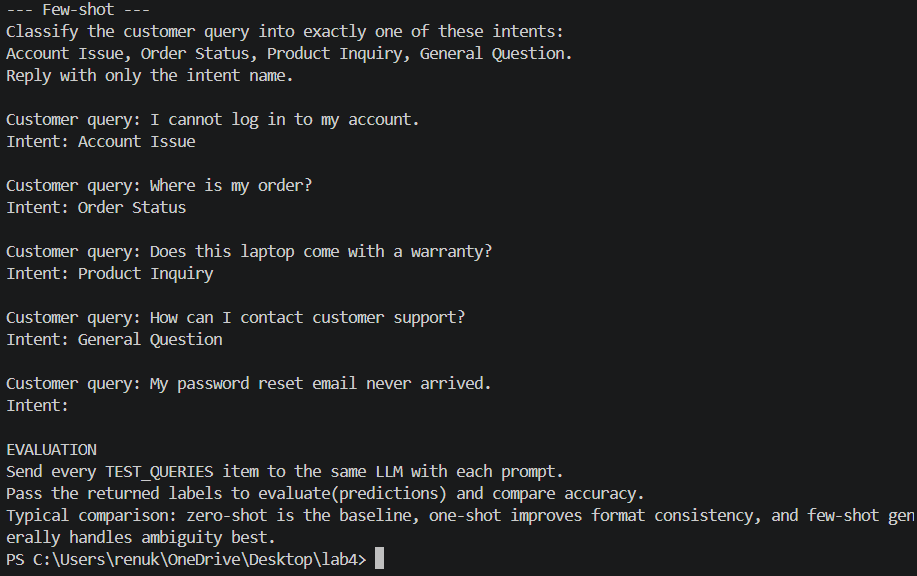 --- Few-shot ---
Classify the customer query into exactly one of these intents:
Account Issue, Order Status, Product Inquiry, General Question.
Reply with only the intent name.
Customer query: I cannot log in to my account.
Intent: Account Issue
Customer query: Where is my order?
Intent: Order Status
Customer query: Does this laptop come with a warranty?
Intent: Product Inquiry
Customer query: How can I contact customer support?
Intent: General Question
Customer query: My password reset email never arrived.
Intent:
EVALUATION
Send every TEST_QUERIES item to the same LLM with each prompt.
Pass the returned labels to evaluate(predictions) and compare accuracy.
Typical comparison: zero-shot is the baseline, one-shot improves format consistency, and few-shot gen
erally handles ambiguity best.
PS C:\Users\renuk\OneDrive\Desktop\lab4>